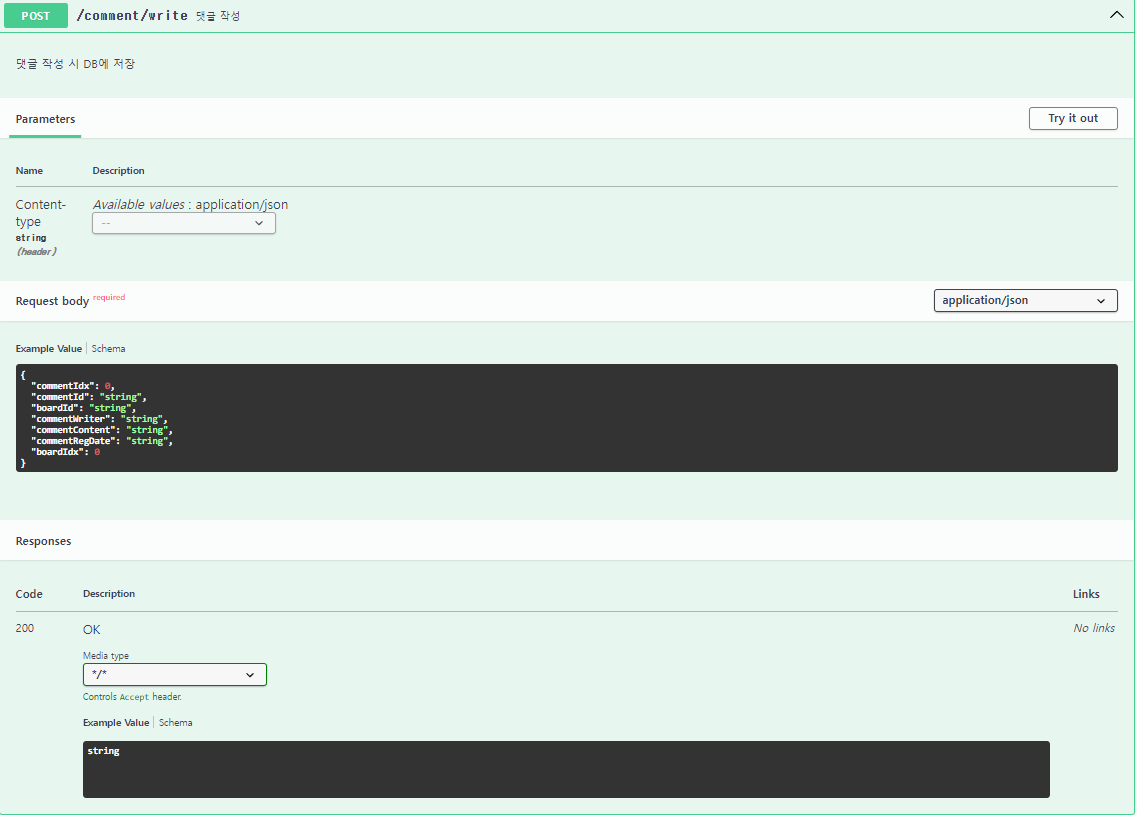 POST /comment/write 댓글 작성
댓글 작성 시 DB에 저장
Parameters
Try it out
Name Description
Content-type Available values : application/json
string
(header)
--
Request body required
application/json
Example Value Schema
{
"commentIdx": 0,
"commentId": "string",
"boardId": "string",
"commentWriter": "string",
"commentContent": "string",
"commentRegDate": "string",
"boardIdx": 0
}
Responses
Code Description Links
200 OK No links
Media type
*/*
Controls Accept header.
Example Value Schema
string